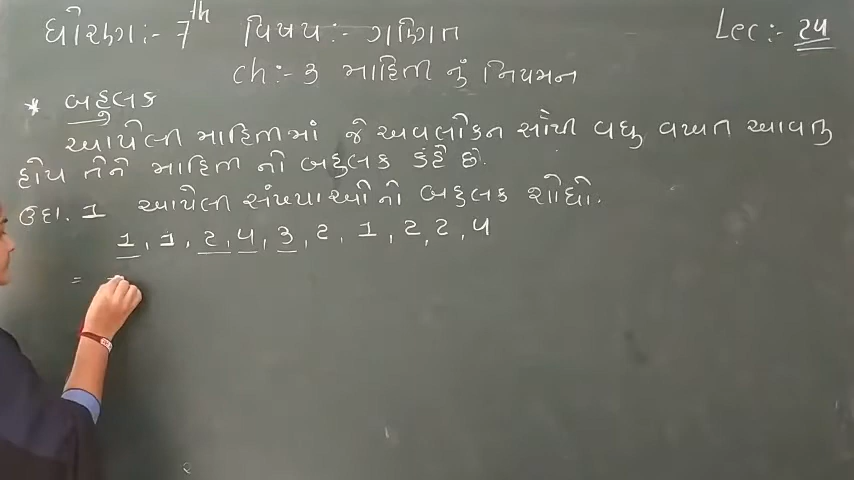 ધોરણ:- 7th વિષય:- ગણિત Lec:- 24
ch:- 3 માહિતી નું નિયમન
* બહુલક
આપેલી માહિતીમાં જે અવલોકન સૌથી વધુ વખત આવતુ
હોય તેને માહિતી નો બહુલક કહે છે.
ઉદા. 1 આપેલી સંખ્યાઓનો બહુલક શોધો.
1, 1, 2, 4, 3, 2, 1, 2, 2, 4
=